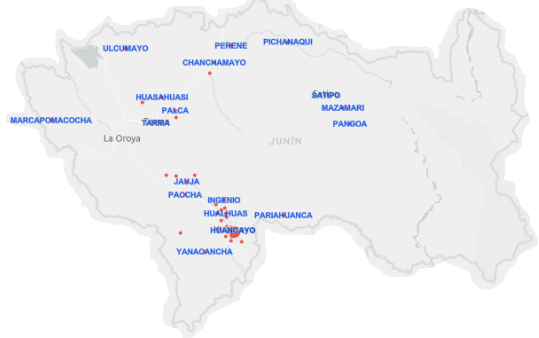 PICHANAQUI
PERENE
ULCUMAYO
CHANCHAMAYO
SATIPO
HUASAHUASI
MAZAMARI
PALCA
MARCAPOMACOCHA
TARMA
PANGOA
La Oroya
JUNÍN
JAUJA
PACCHA
INGENIO
HUALHUAS
PARIAHUANCA
HUANCAYO
YANACANCHA